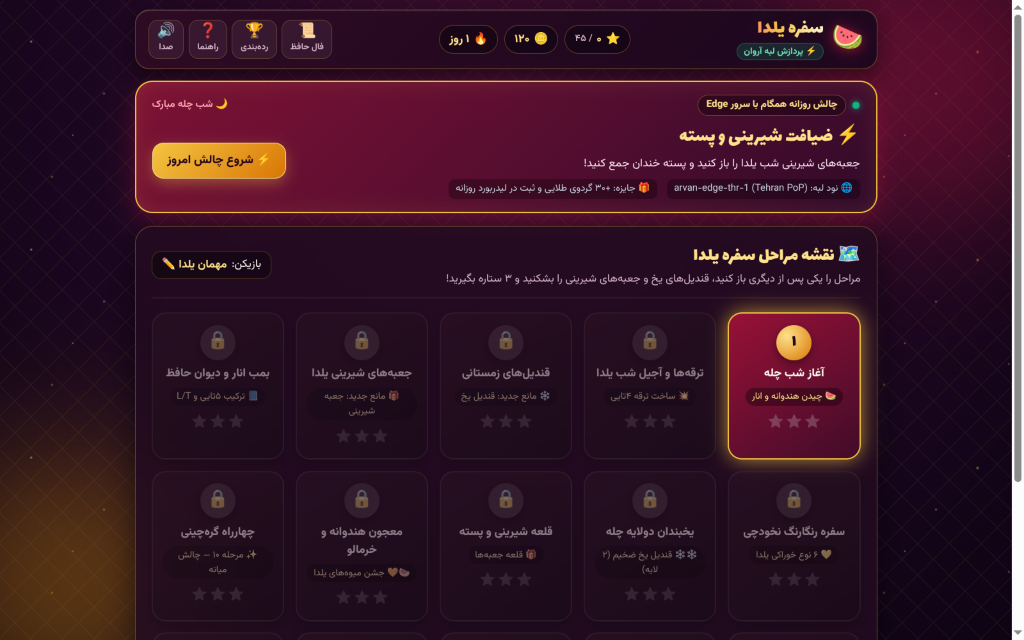 سفره یلدا
⚡ پردازش لبه آروان
⭐ ۰ / ۴۵
🪙 ۱۲۰
🔥 ۱ روز
📜 فال حافظ
🏆 رده‌بندی
❓ راهنما
🔊 صدا
چالش روزانه همگام با سرور Edge
🌙 شب چله مبارک
⚡ ضیافت شیرینی و پسته
جعبه‌های شیرینی شب یلدا را باز کنید و پسته خندان جمع کنید!
⚡ شروع چالش امروز
🌐 نود لبه: arvan-edge-thr-1 (Tehran PoP)
🎁 جایزه: ۳۰۰ گردوی طلایی و ثبت در لیدربورد روزانه
🗺️ نقشه مراحل سفره یلدا
مراحل را یکی پس از دیگری باز کنید، قندیل‌های یخ و جعبه‌های شیرینی را بشکنید و ۳ ستاره بگیرید!
بازیکن: مهمان یلدا ✏️
۱
آغاز شب چله
🍉 چیدن هندوانه و انار
ترقه‌ها و آجیل شب یلدا
💥 ساخت ترقه ۴تایی
قندیل‌های زمستانی
❄️ مانع جدید: قندیل یخ
جعبه‌های شیرینی یلدا
🎁 مانع جدید: جعبه
شیرینی
بمب انار و دیوان حافظ
📘 ترکیب ۵تایی و L/T
سفره رنگارنگ نخودچی
💛 ۶ نوع خوراکی یلدا
یخبندان دولایه چله
❄️❄️ قندیل یخ ضخیم (۲
لایه)
قلعه شیرینی و پسته
🎁 قلعه جعبه‌ها
معجون هندوانه و
خرمالو
🍉🧡 جشن میوه‌های یلدا
چهارراه گره‌چینی
✨ مرحله ۱۰ — چالش
میانه